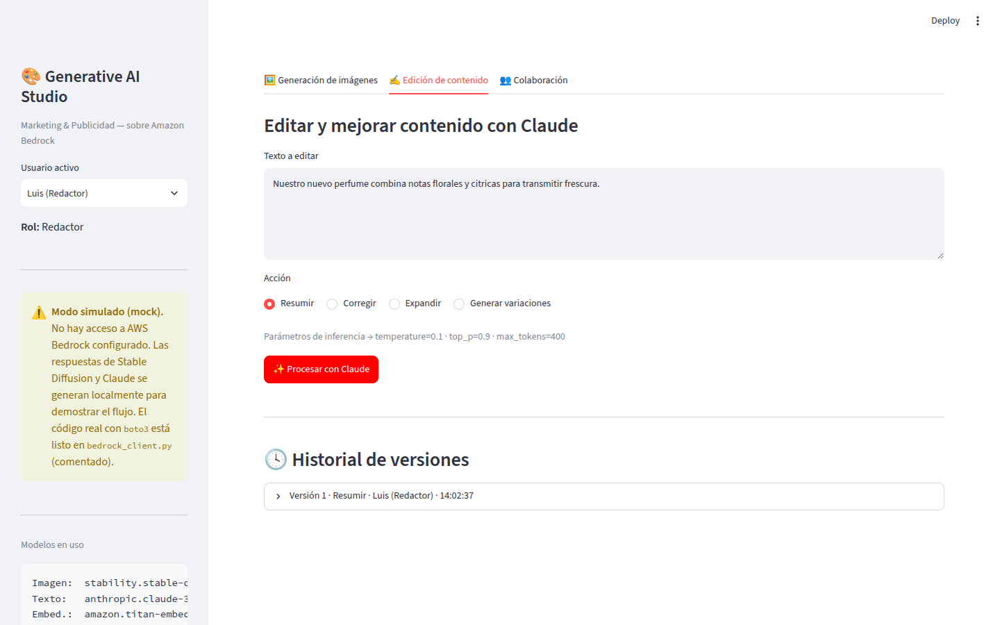 Deploy
🎨 Generative AI
Studio
Marketing & Publicidad — sobre Amazon
Bedrock
Usuario activo
Luis (Redactor)
Rol: Redactor
⚠️ Modo simulado (mock).
No hay acceso a AWS
Bedrock configurado. Las
respuestas de Stable
Diffusion y Claude se
generan localmente para
demostrar el flujo. El
código real con boto3 está
listo en bedrock_client.py
(comentado).
Modelos en uso
Imagen: stability.stable-
Texto: anthropic.claude-3
Embed.: amazon.titan-embe
🖼️ Generación de imágenes ✍️ Edición de contenido 👥 Colaboración
Editar y mejorar contenido con Claude
Texto a editar
Nuestro nuevo perfume combina notas florales y citricas para transmitir frescura.
Acción
Resumir Corregir Expandir Generar variaciones
Parámetros de inferencia → temperature=0.1 · top_p=0.9 · max_tokens=400
✨ Procesar con Claude
🕓 Historial de versiones
Versión 1 · Resumir · Luis (Redactor) · 14:02:37